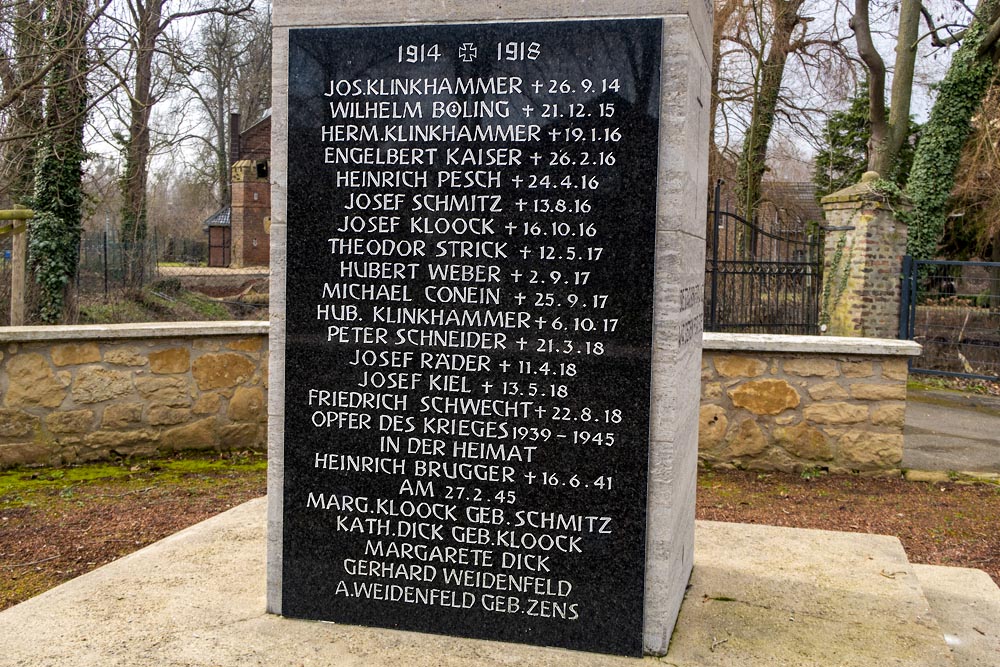 1914 1918
JOS.KLINKHAMMER + 26.9.14
WILHELM BÖLING + 21.12.15
HERM.KLINKHAMMER +19.1.16
ENGELBERT KAISER + 26.2.16
HEINRICH PESCH + 24.4.16
JOSEF SCHMITZ + 13.8.16
JOSEF KLOOCK + 16.10.16
THEODOR STRICK + 12.5.17
HUBERT WEBER + 2.9.17
MICHAEL CONEIN + 25.9.17
HUB. KLINKHAMMER + 6.10.17
PETER SCHNEIDER + 21.3.18
JOSEF RÄDER + 11.4.18
JOSEF KIEL + 13.5.18
FRIEDRICH SCHWECHT + 22.8.18
OPFER DES KRIEGES 1939 - 1945
IN DER HEIMAT
HEINRICH BRÜGGER + 16.6.41
AM 27.2.45
MARG.KLOOCK GEB.SCHMITZ
KATH.DICK GEB.KLOOCK
MARGARETE DICK
GERHARD WEIDENFELD
A.WEIDENFELD GEB.ZENS